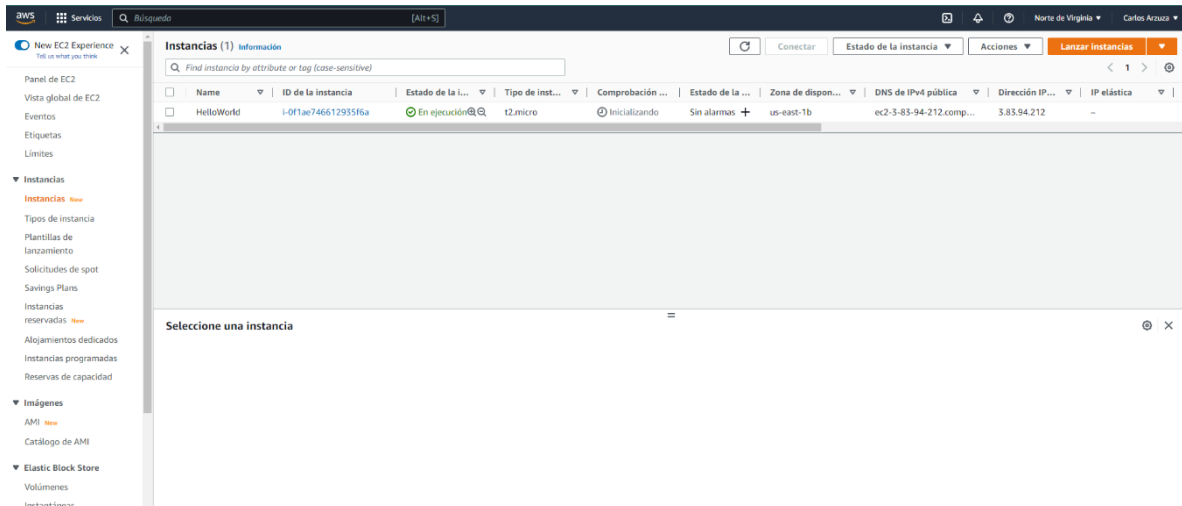 aws Servicios Búsqueda [Alt+S] Norte de Virginia Carlos Arzuza
New EC2 Experience
Tell us what you think
Panel de EC2
Vista global de EC2
Eventos
Etiquetas
Límites
Instancias
Instancias New
Tipos de instancia
Plantillas de
lanzamiento
Solicitudes de spot
Savings Plans
Instancias
reservadas New
Alojamientos dedicados
Instancias programadas
Reservas de capacidad
Imágenes
AMI New
Catálogo de AMI
Elastic Block Store
Volúmenes
Instantáneas
Instancias (1) Información
Conectar Estado de la instancia Acciones Lanzar instancias
Find instance by attribute or tag (case-sensitive)
1
Name ID de la instancia Estado de la i... Tipo de inst... Comprobación ... Estado de la ... Zona de dispon... DNS de IPv4 pública Dirección IP... IP elástica
HelloWorld i-0f1ae746612935f6a En ejecución t2.micro Inicializando Sin alarmas + us-east-1b ec2-3-83-94-212.comp... 3.83.94.212 –
Seleccione una instancia